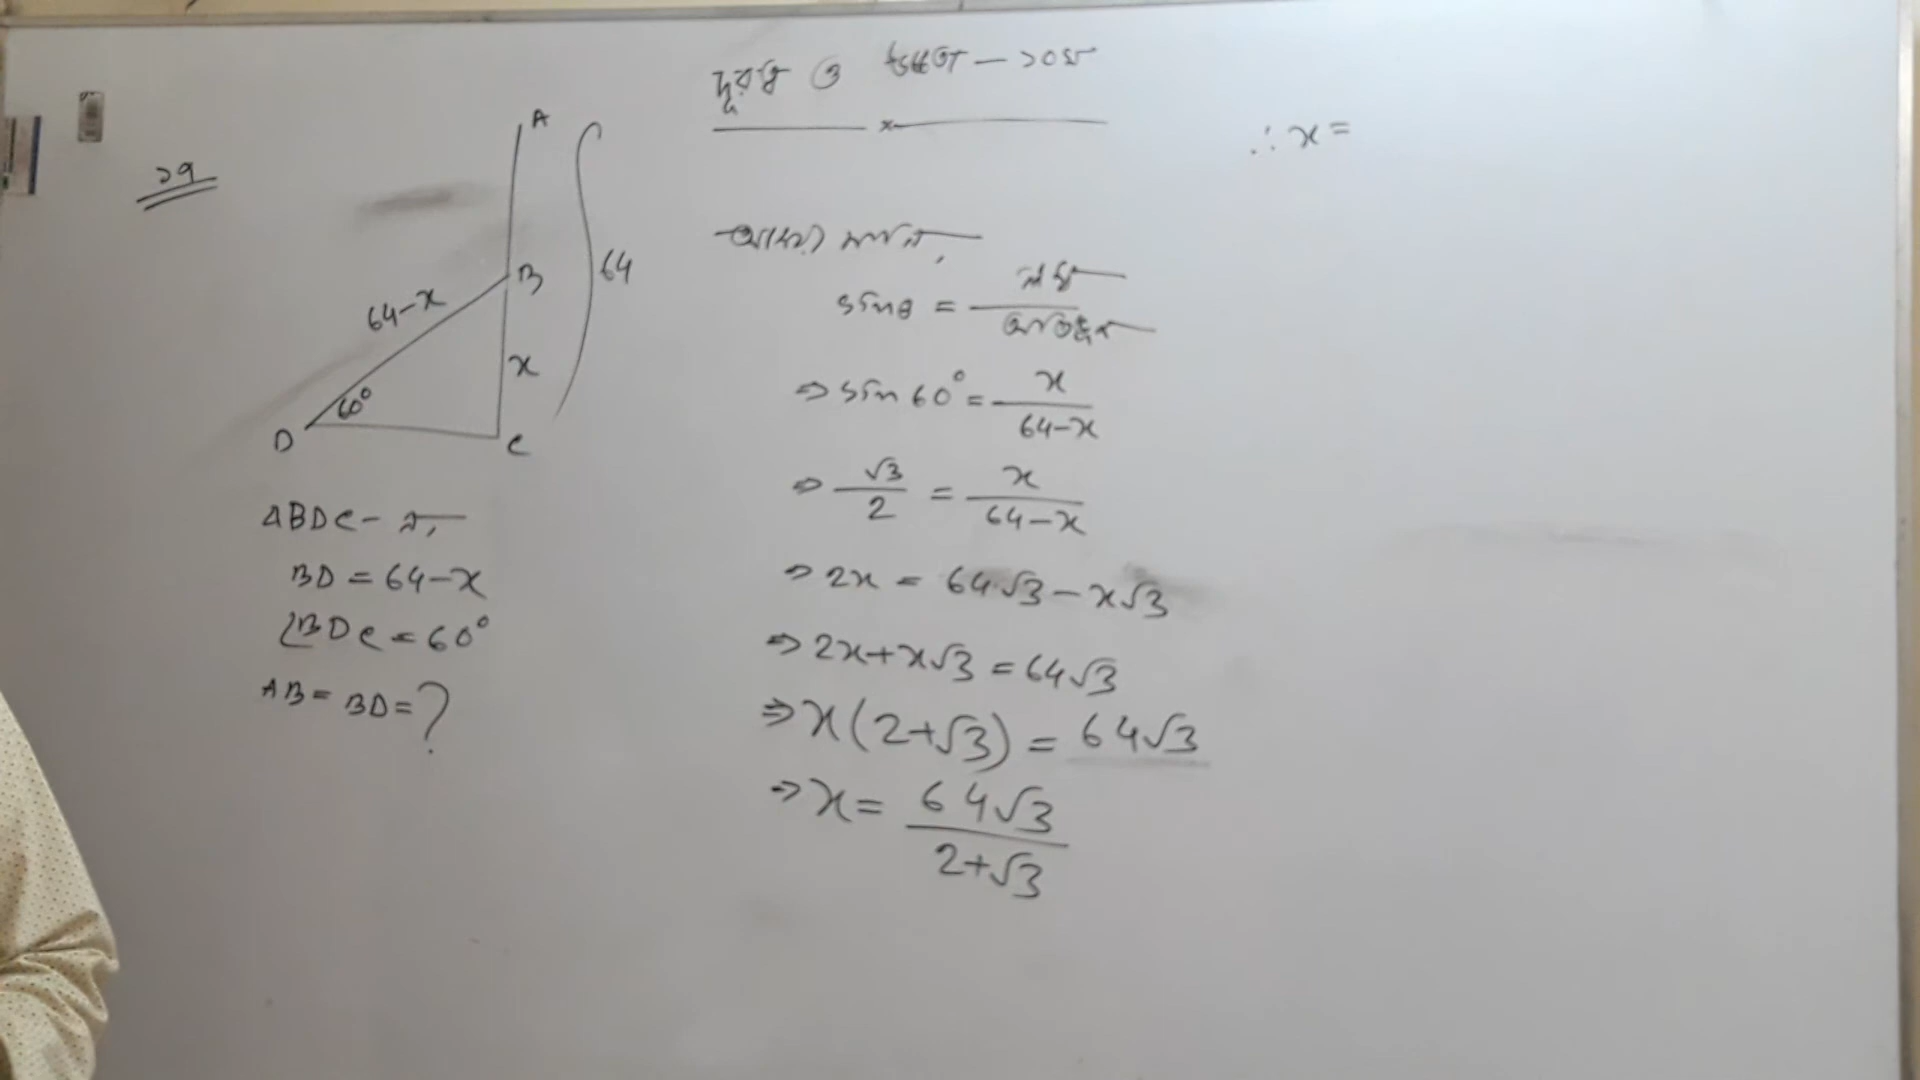 দূরত্ব ও উচ্চতা — ১০ম
x
১৭
A
B
64
64-x
x
60°
D
C
ΔBDC-
BD = 64-x
∠BDC = 60°
AB = BD = ?
আমরা জানি,
sinθ = লম্ব / অতিভুজ
⇒ sin 60° = x / 64-x
⇒ √3 / 2 = x / 64-x
⇒ 2x = 64√3 - x√3
⇒ 2x+x√3 = 64√3
⇒ x(2+√3) = 64√3
⇒ x = 64√3 / 2+√3
∴ x =